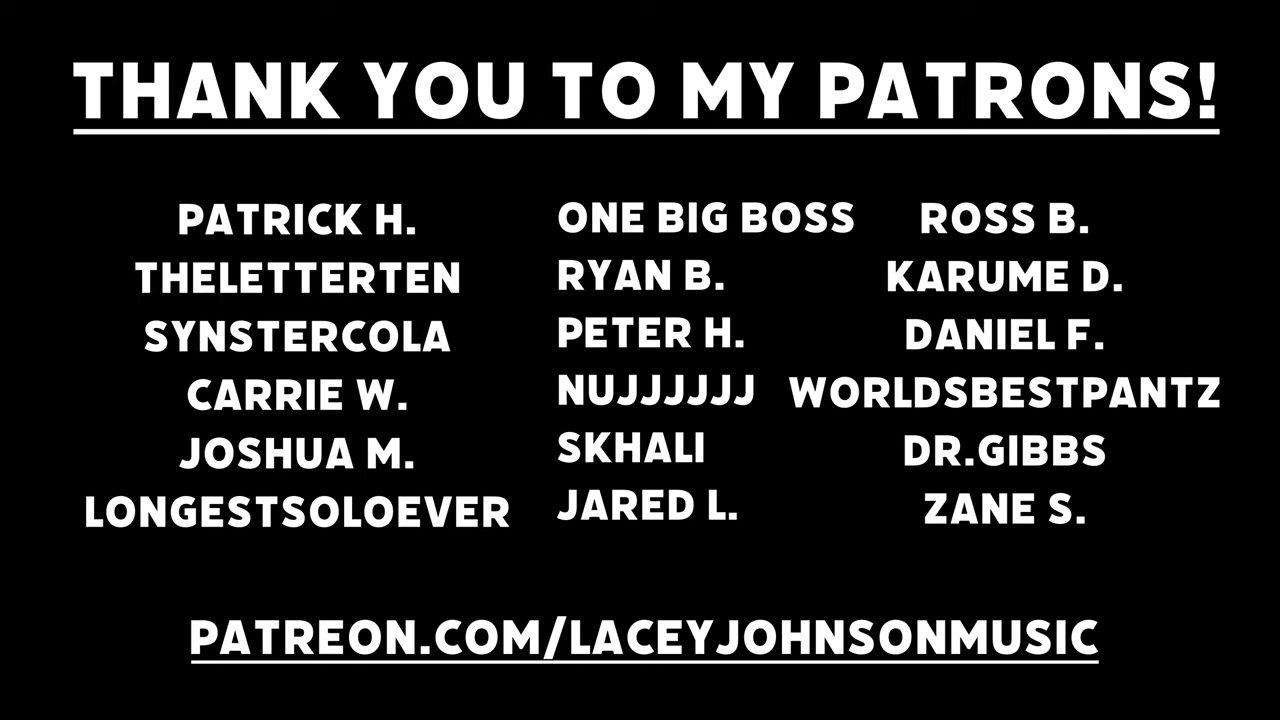 THANK YOU TO MY PATRONS!
PATRICK H.
THELETTERTEN
SYNSTERCOLA
CARRIE W.
JOSHUA M.
LONGESTSOLOEVER
ONE BIG BOSS
RYAN B.
PETER H.
NUJJJJJJ
SKHALI
JARED L.
ROSS B.
KARUME D.
DANIEL F.
WORLDSBESTPANTZ
DR.GIBBS
ZANE S.
PATREON.COM/LACEYJOHNSONMUSIC